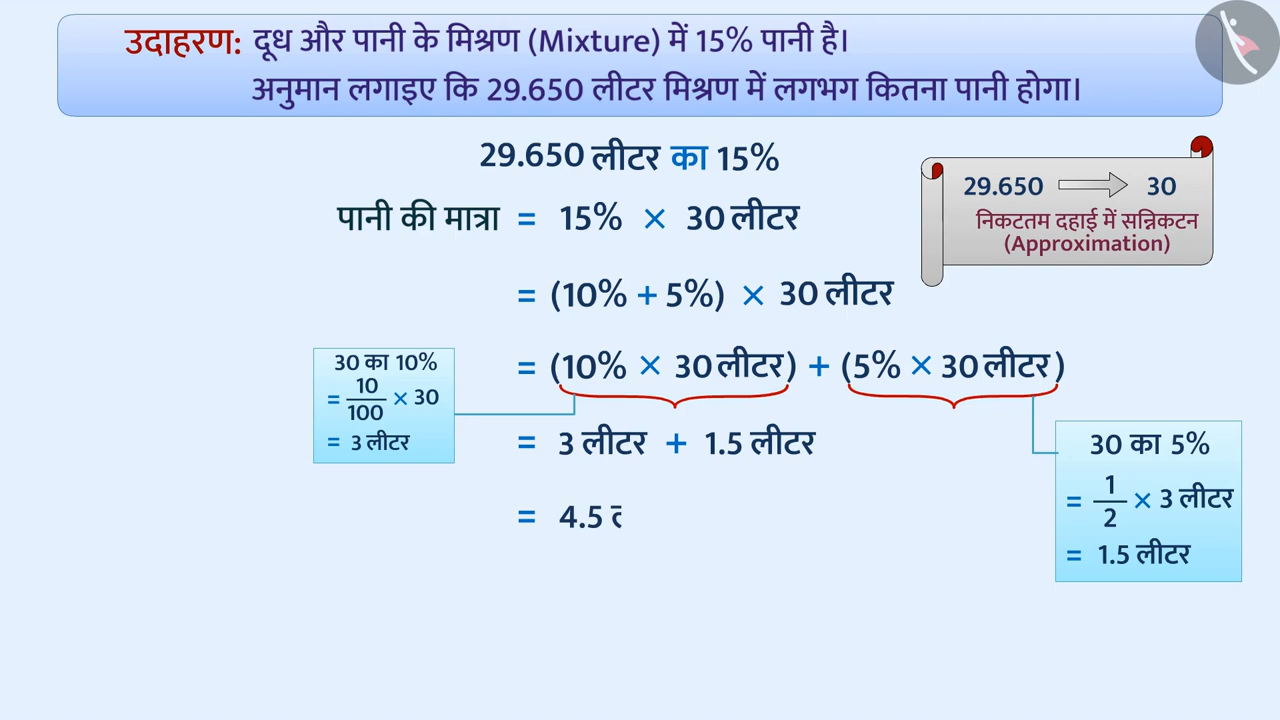 उदाहरण: दूध और पानी के मिश्रण (Mixture) में 15% पानी है।
अनुमान लगाइए कि 29.650 लीटर मिश्रण में लगभग कितना पानी होगा।
29.650 लीटर का 15%
29.650 30
निकटतम दहाई में सन्निकटन
(Approximation)
पानी की मात्रा = 15% × 30 लीटर
= (10% + 5%) × 30 लीटर
= (10% × 30 लीटर) + (5% × 30 लीटर)
30 का 10%
= 10/100 × 30
= 3 लीटर
= 3 लीटर + 1.5 लीटर
30 का 5%
= 1/2 × 3 लीटर
= 1.5 लीटर
= 4.5